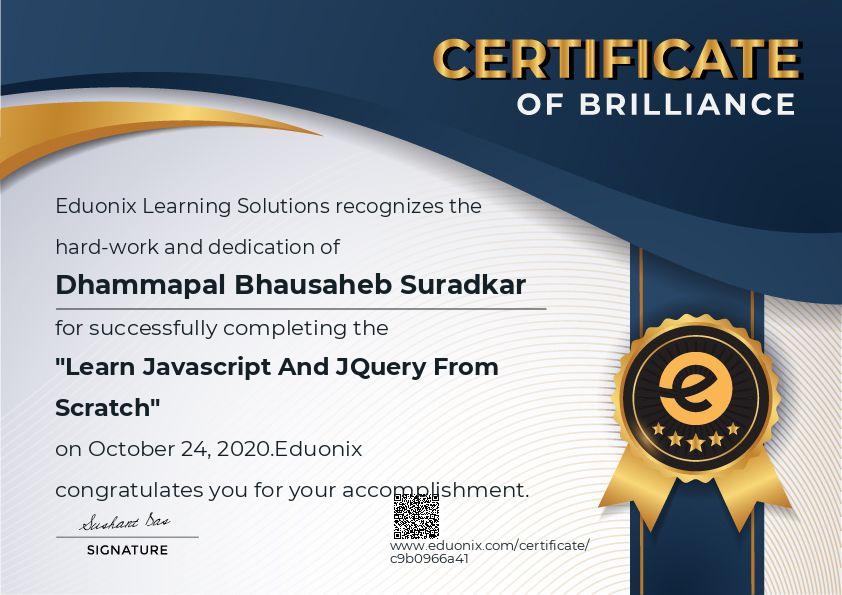 CERTIFICATE
OF BRILLIANCE
Eduonix Learning Solutions recognizes the
hard-work and dedication of
Dhammapal Bhausaheb Suradkar
for successfully completing the
"Learn Javascript And JQuery From
Scratch"
on October 24, 2020.Eduonix
congratulates you for your accomplishment.
Sushant Das
SIGNATURE
www.eduonix.com/certificate/
c9b0966a41
e